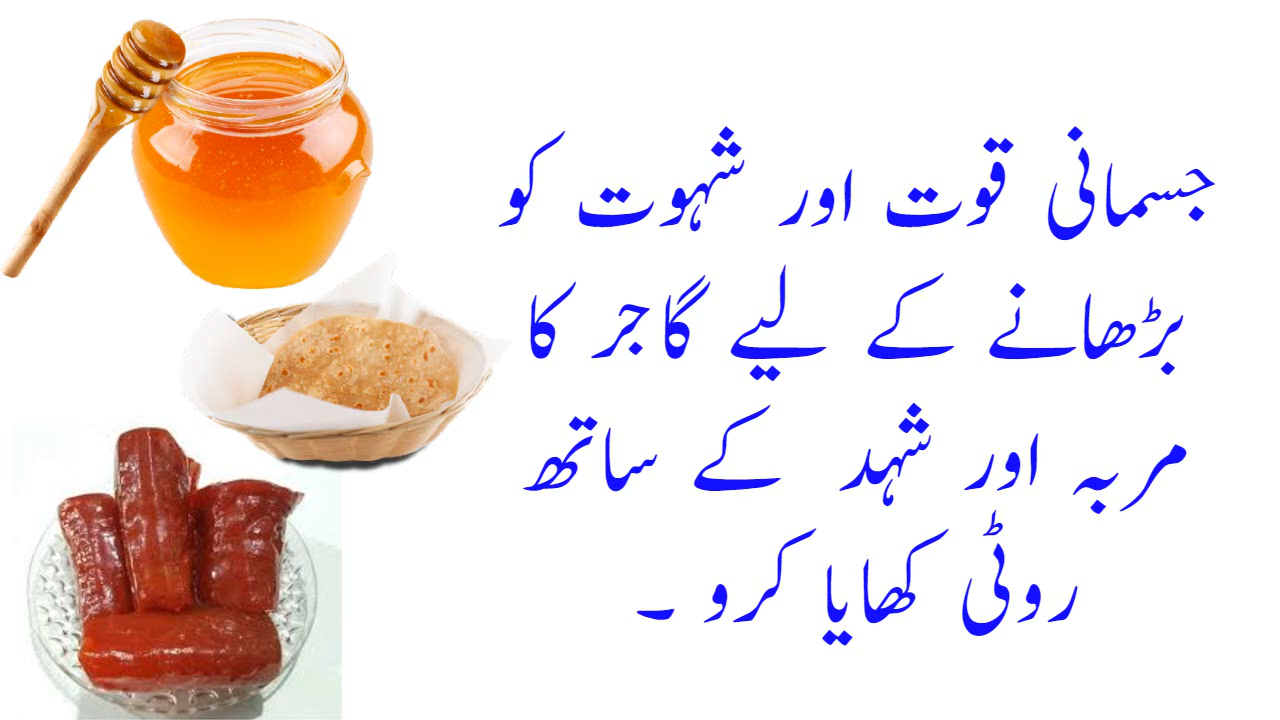 جسمانی قوت اور شہوت کو
بڑھانے کے لیے گاجر کا
مربہ اور شہد کے ساتھ
روٹی کھایا کرو ۔